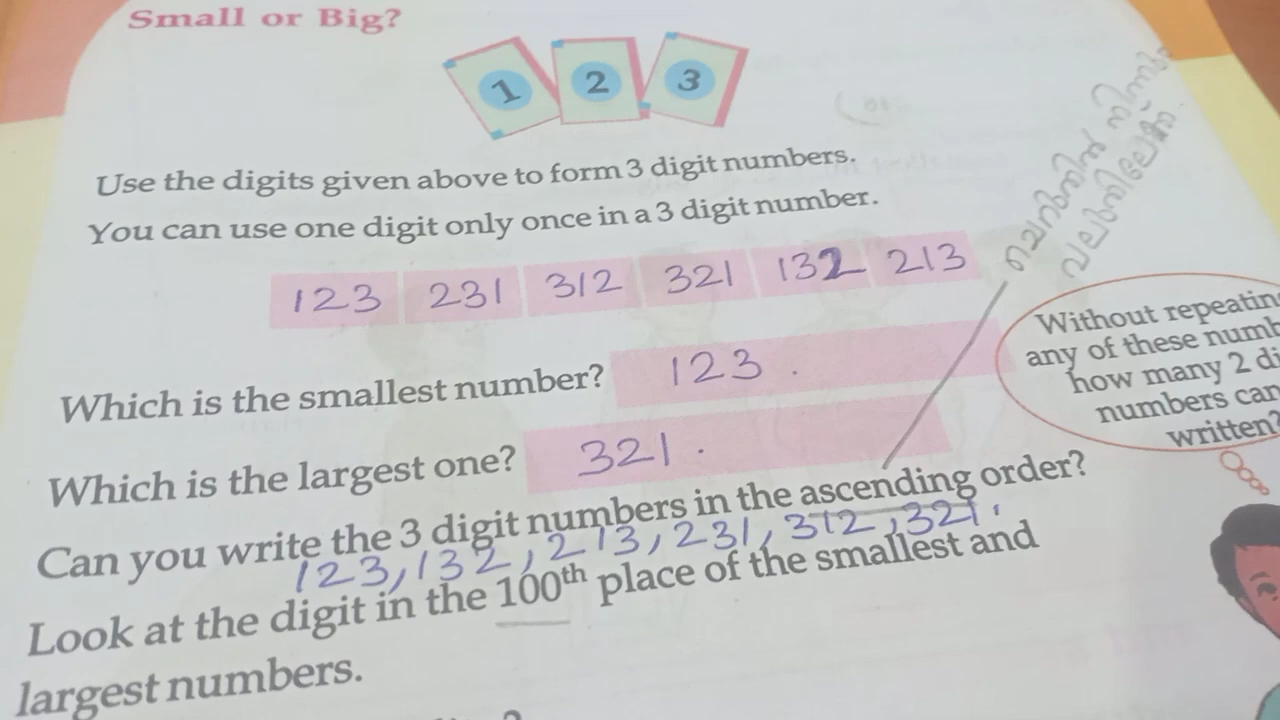 Small or Big?
1 2 3
Use the digits given above to form 3 digit numbers.
You can use one digit only once in a 3 digit number.
123 231 312 321 132 213
Which is the smallest number? 123 .
Which is the largest one? 321 .
Can you write the 3 digit numbers in the ascending order?
123, 132, 213, 231, 312, 321.
Look at the digit in the 100th place of the smallest and
largest numbers.
Without repeating
any of these numb
how many 2 di
numbers can
written?